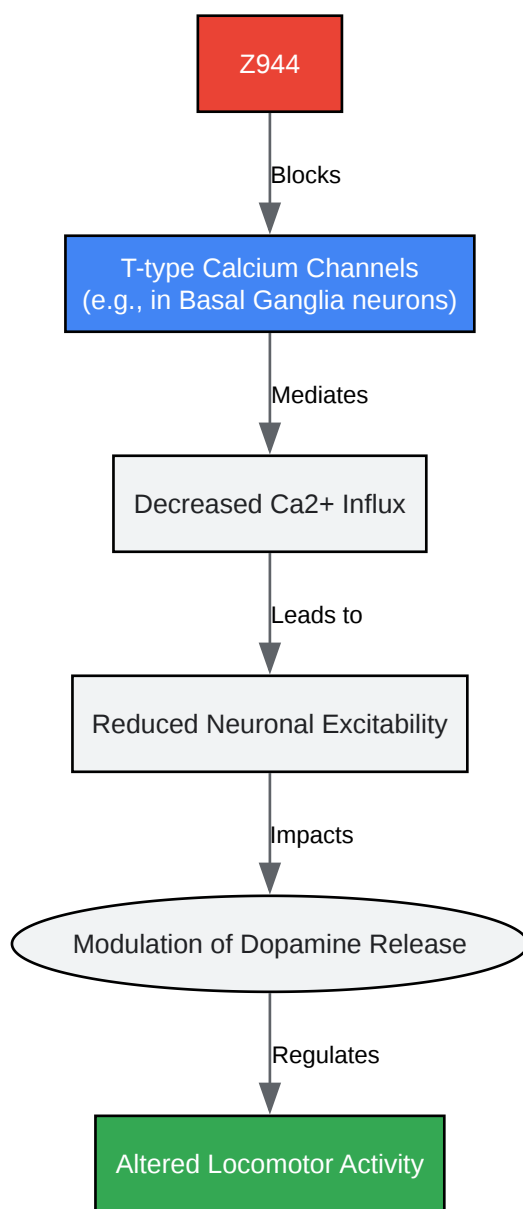 Z944
Blocks
T-type Calcium Channels
(e.g., in Basal Ganglia neurons)
Mediates
Decreased Ca2+ Influx
Leads to
Reduced Neuronal Excitability
Impacts
Modulation of Dopamine Release
Regulates
Altered Locomotor Activity